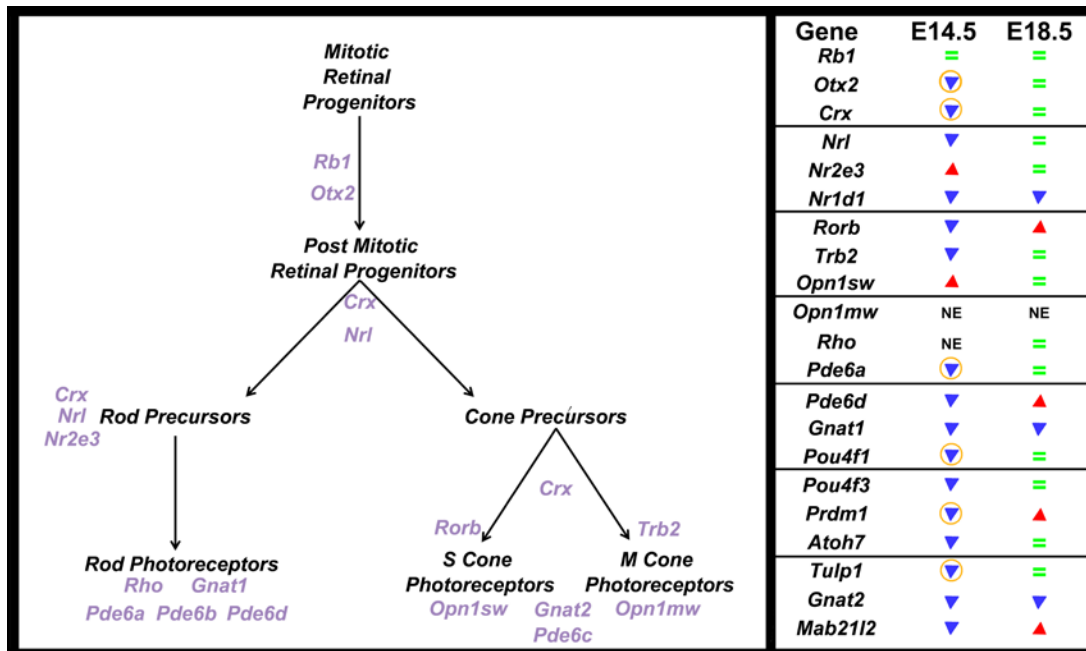 Mitotic
Retinal
Progenitors
Rb1
Otx2
Post Mitotic
Retinal Progenitors
Crx
Nrl
Crx
Nrl
Nr2e3
Rod Precursors
Cone Precursors
Crx
Rorb
Trb2
Rod Photoreceptors
Rho Gnat1
Pde6a Pde6b Pde6d
S Cone
Photoreceptors
Opn1sw
Gnat2
Pde6c
M Cone
Photoreceptors
Opn1mw
Gene E14.5 E18.5
Rb1 = =
Otx2 ▼ =
Crx ▼ =
Nrl ▼ =
Nr2e3 ▲ =
Nr1d1 ▼ ▼
Rorb ▼ ▲
Trb2 ▼ =
Opn1sw ▲ =
Opn1mw NE NE
Rho NE =
Pde6a ▼ =
Pde6d ▼ ▲
Gnat1 ▼ ▼
Pou4f1 ▼ =
Pou4f3 ▼ =
Prdm1 ▼ ▲
Atoh7 ▼ =
Tulp1 ▼ =
Gnat2 ▼ ▼
Mab21l2 ▼ ▲